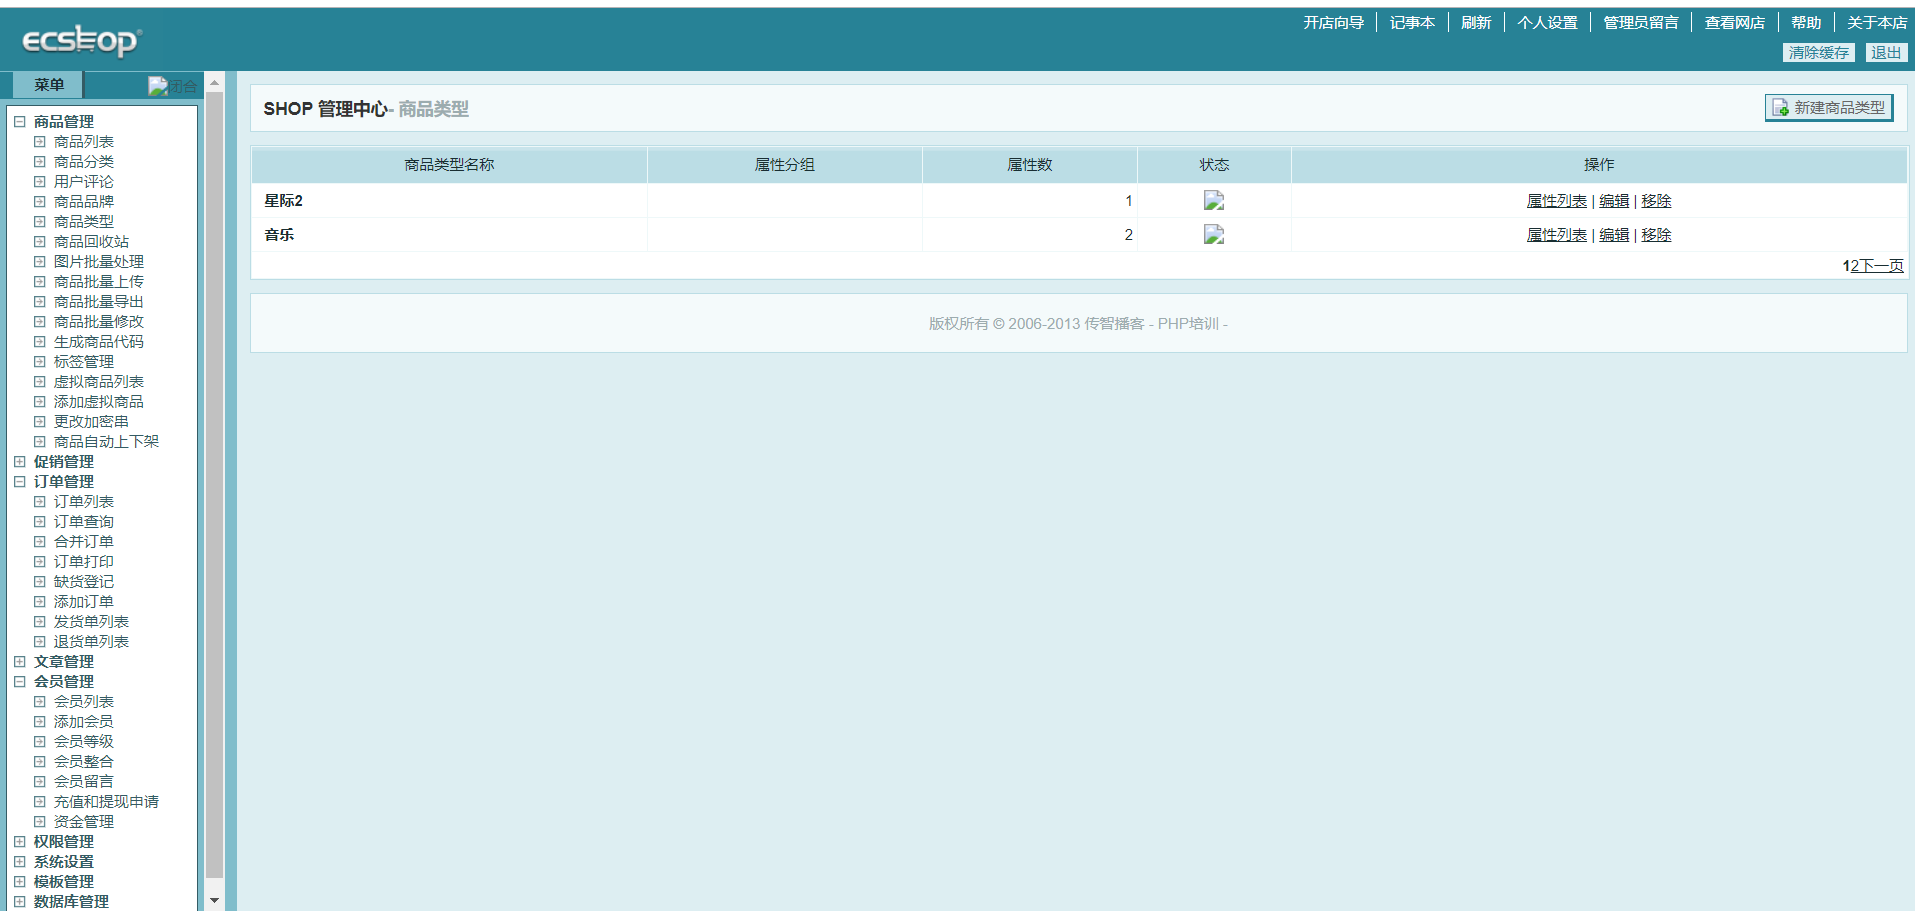 ecshop
开店向导 记事本 刷新 个人设置 管理员留言 查看网店 帮助 关于本店
清除缓存 退出
菜单 闭合
商品管理
商品列表
商品分类
用户评论
商品品牌
商品类型
商品回收站
图片批量处理
商品批量上传
商品批量导出
商品批量修改
生成商品代码
标签管理
虚拟商品列表
添加虚拟商品
更改加密串
商品自动上下架
促销管理
订单管理
订单列表
订单查询
合并订单
订单打印
缺货登记
添加订单
发货单列表
退货单列表
文章管理
会员管理
会员列表
添加会员
会员等级
会员整合
会员留言
充值和提现申请
资金管理
权限管理
系统设置
模板管理
数据库管理
SHOP 管理中心- 商品类型
新建商品类型
商品类型名称 属性分组 属性数 状态 操作
星际2 1 属性列表 | 编辑 | 移除
音乐 2 属性列表 | 编辑 | 移除
12下一页
版权所有 © 2006-2013 传智播客 - PHP培训 -